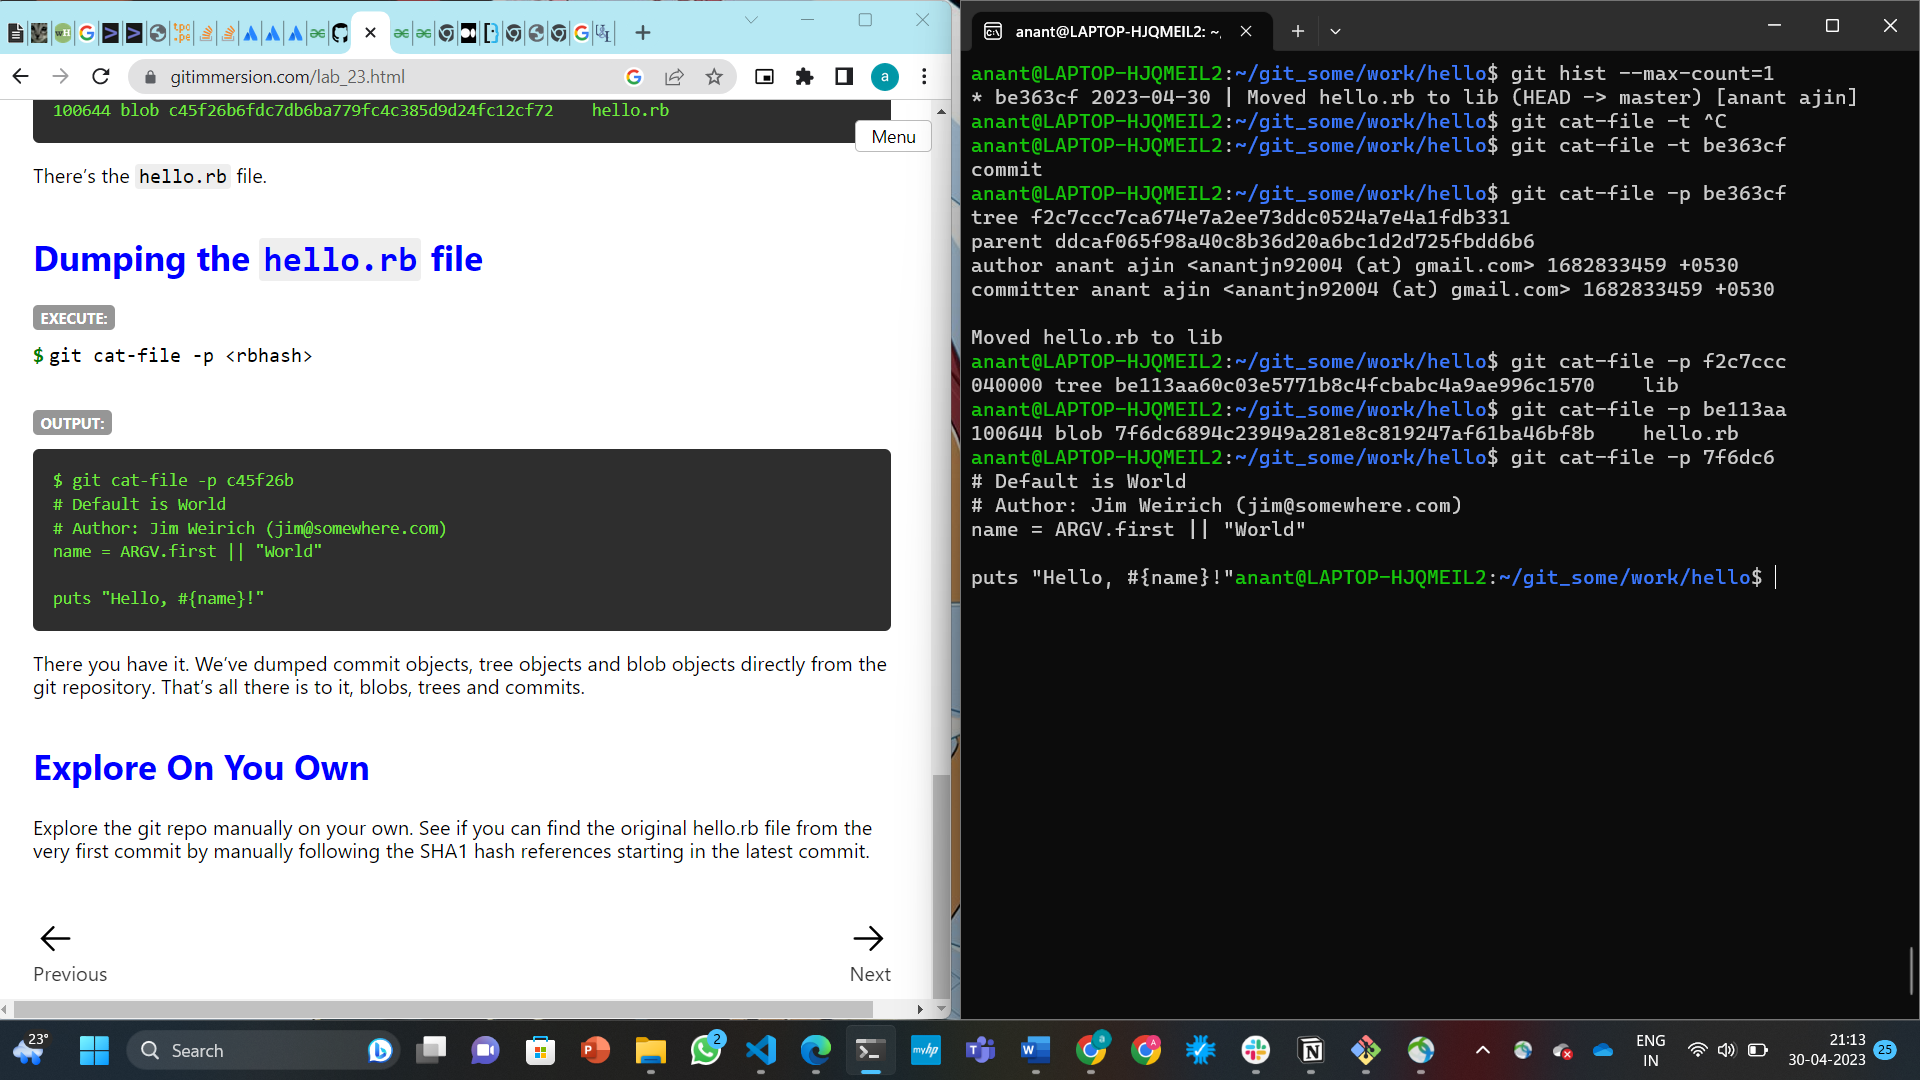 gitimmersion.com/lab_23.html
a
100644 blob c45f26b6fdc7db6ba779fc4c385d9d24fc12cf72 hello.rb
Menu
There's the hello.rb file.
Dumping the hello.rb file
EXECUTE:
$ git cat-file -p <rbhash>
OUTPUT:
$ git cat-file -p c45f26b
# Default is World
# Author: Jim Weirich (jim@somewhere.com)
name = ARGV.first || "World"
puts "Hello, #{name}!"
There you have it. We've dumped commit objects, tree objects and blob objects directly from the
git repository. That's all there is to it, blobs, trees and commits.
Explore On You Own
Explore the git repo manually on your own. See if you can find the original hello.rb file from the
very first commit by manually following the SHA1 hash references starting in the latest commit.
Previous
Next
anant@LAPTOP-HJQMEIL2: ~,
anant@LAPTOP-HJQMEIL2:~/git_some/work/hello$ git hist --max-count=1
* be363cf 2023-04-30 | Moved hello.rb to lib (HEAD -> master) [anant ajin]
anant@LAPTOP-HJQMEIL2:~/git_some/work/hello$ git cat-file -t ^C
anant@LAPTOP-HJQMEIL2:~/git_some/work/hello$ git cat-file -t be363cf
commit
anant@LAPTOP-HJQMEIL2:~/git_some/work/hello$ git cat-file -p be363cf
tree f2c7ccc7ca674e7a2ee73ddc0524a7e4a1fdb331
parent ddcaf065f98a40c8b36d20a6bc1d2d725fbdd6b6
author anant ajin <anantjn92004 (at) gmail.com> 1682833459 +0530
committer anant ajin <anantjn92004 (at) gmail.com> 1682833459 +0530
Moved hello.rb to lib
anant@LAPTOP-HJQMEIL2:~/git_some/work/hello$ git cat-file -p f2c7ccc
040000 tree be113aa60c03e5771b8c4fcbabc4a9ae996c1570 lib
anant@LAPTOP-HJQMEIL2:~/git_some/work/hello$ git cat-file -p be113aa
100644 blob 7f6dc6894c23949a281e8c819247af61ba46bf8b hello.rb
anant@LAPTOP-HJQMEIL2:~/git_some/work/hello$ git cat-file -p 7f6dc6
# Default is World
# Author: Jim Weirich (jim@somewhere.com)
name = ARGV.first || "World"
puts "Hello, #{name}!"anant@LAPTOP-HJQMEIL2:~/git_some/work/hello$
23°
Search
2
myhp
ENG
IN
21:13
30-04-2023
25